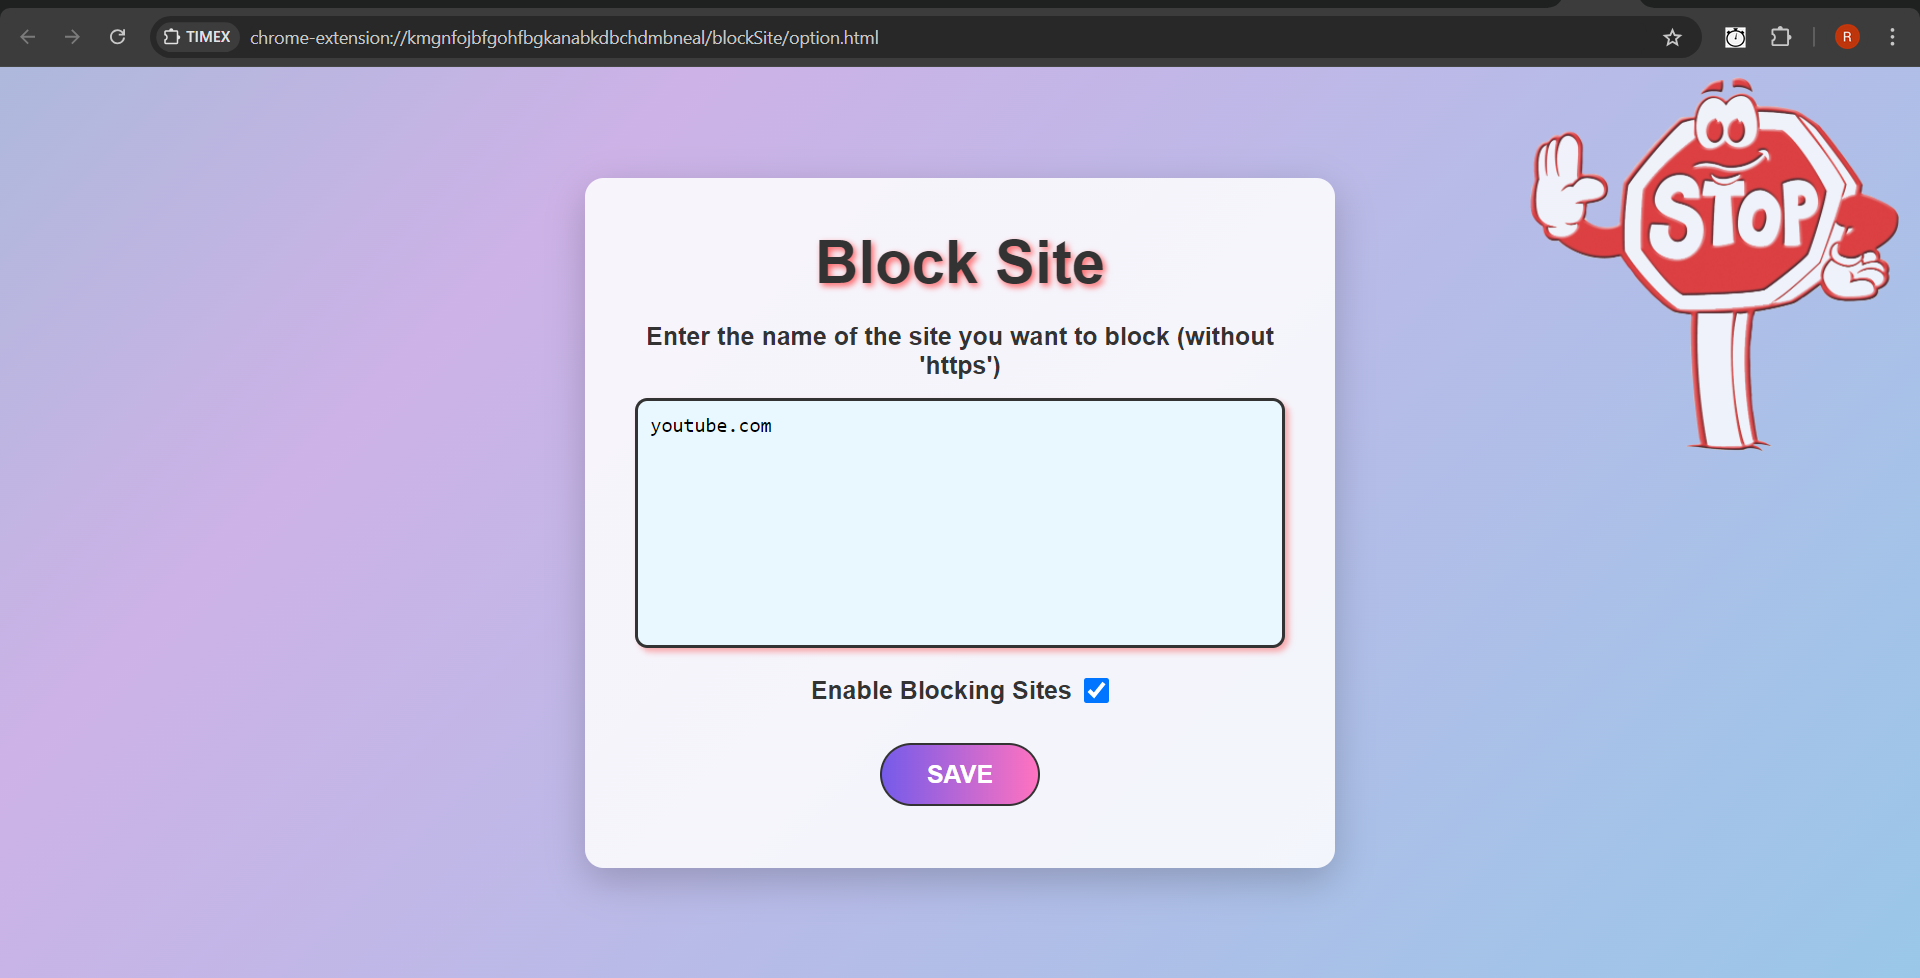 TIMEX
chrome-extension://kmgnfojbfgohfbgkanabkdbchdmbneal/blockSite/option.html
R
STOP
Block Site
Enter the name of the site you want to block (without
'https')
youtube.com
Enable Blocking Sites
SAVE